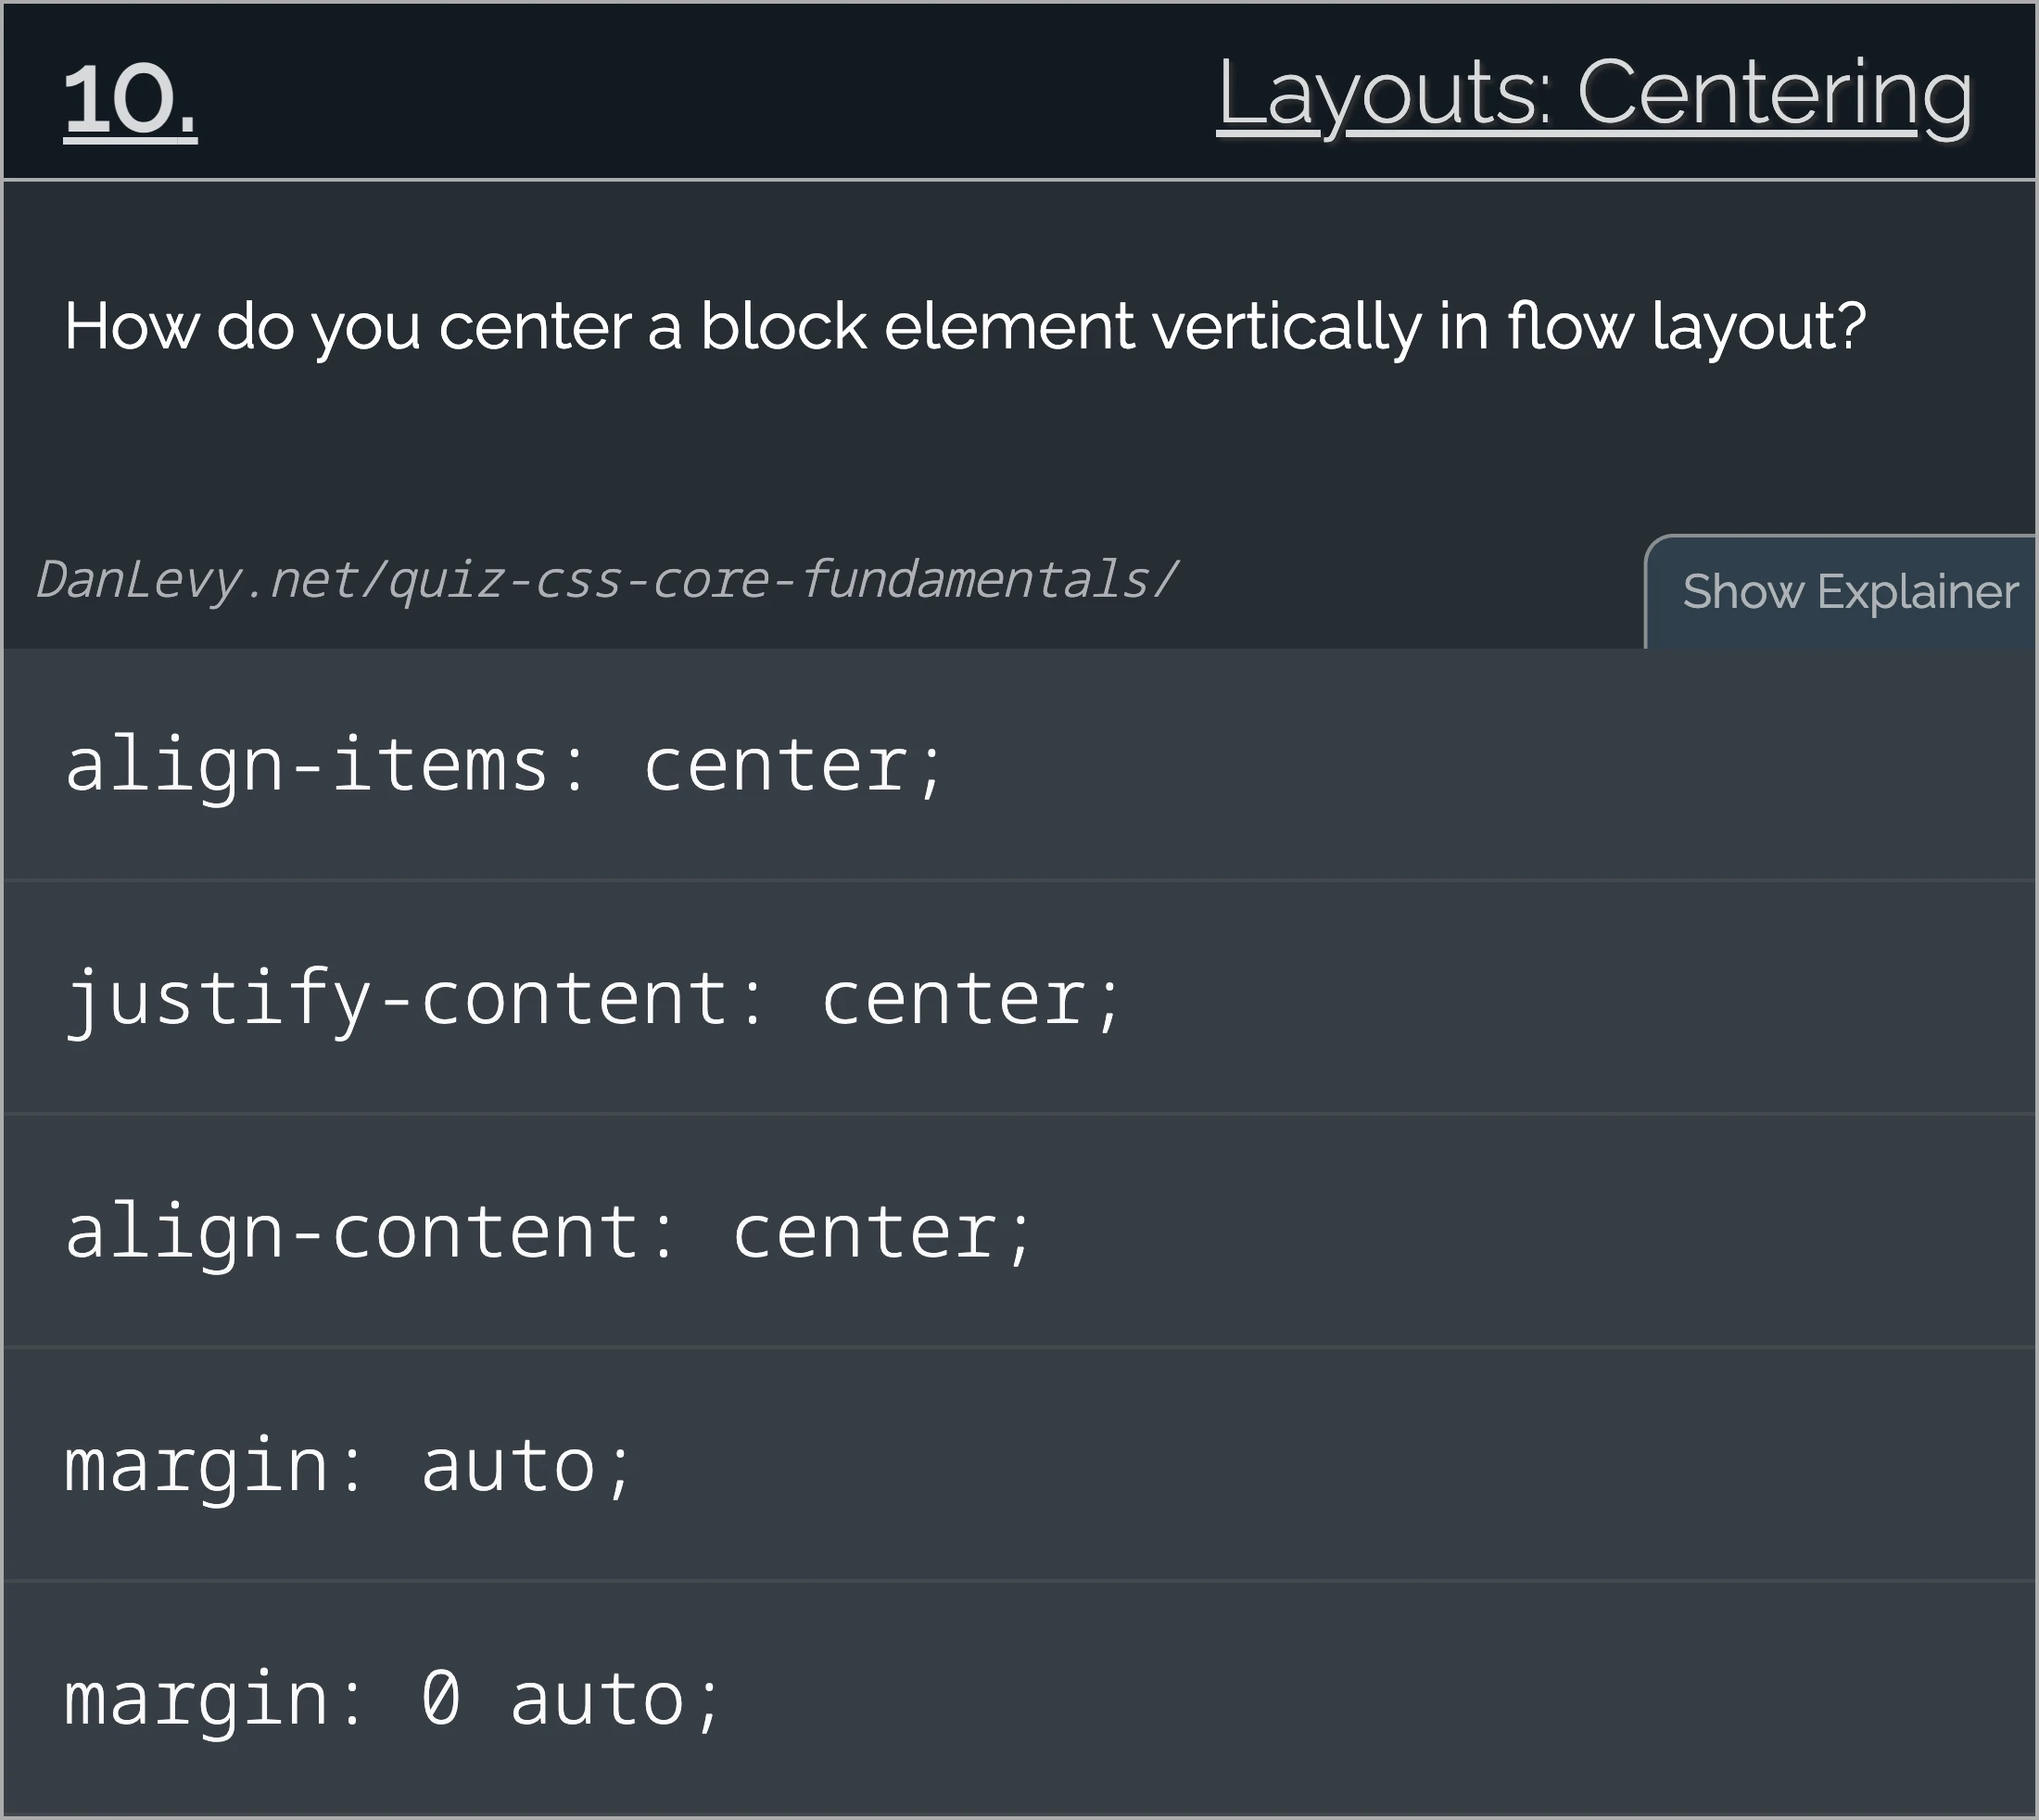 10.
Layouts: Centering
How do you center a block element vertically in flow layout?
DanLevy.net/quiz-css-core-fundamentals/
Show Explainer
align-items: center;
justify-content: center;
align-content: center;
margin: auto;
margin: 0 auto;